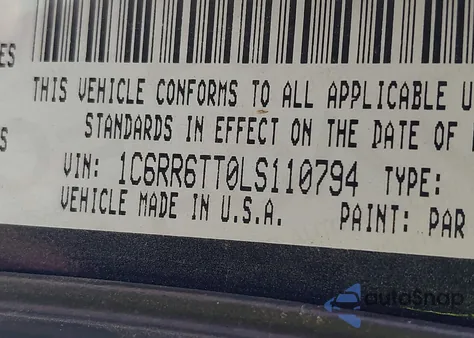 ES
THIS VEHICLE CONFORMS TO ALL APPLICABLE U
STANDARDS IN EFFECT ON THE DATE OF
S
VIN: 1C6RR6TT0LS110794 TYPE:
VEHICLE MADE IN U.S.A. PAINT: PAR
autoSnap